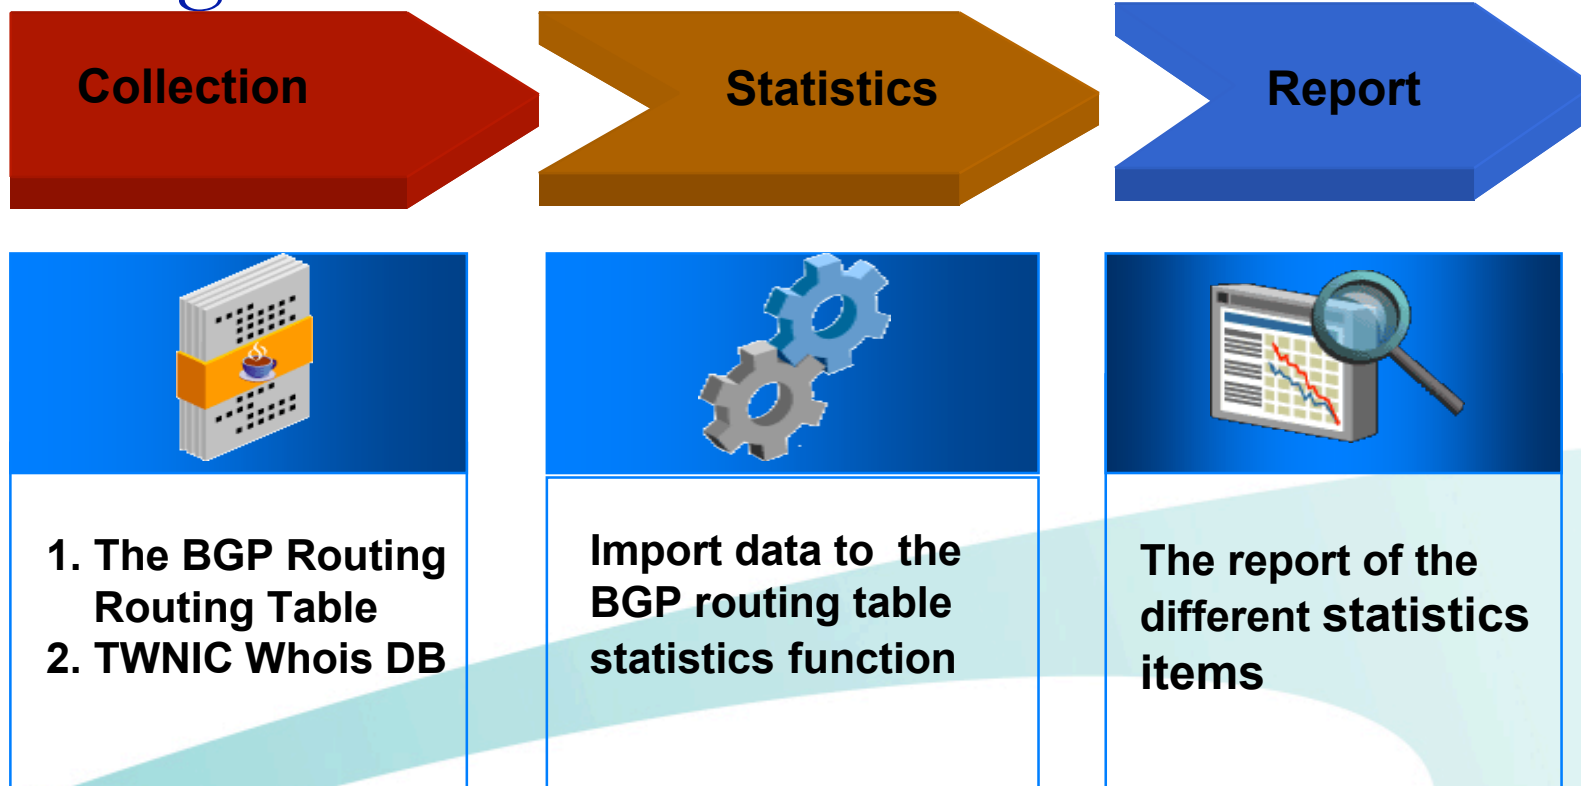 Collection
Statistics
Report
1. The BGP Routing
Routing Table
2. TWNIC Whois DB
Import data to the
BGP routing table
statistics function
The report of the
different statistics
items